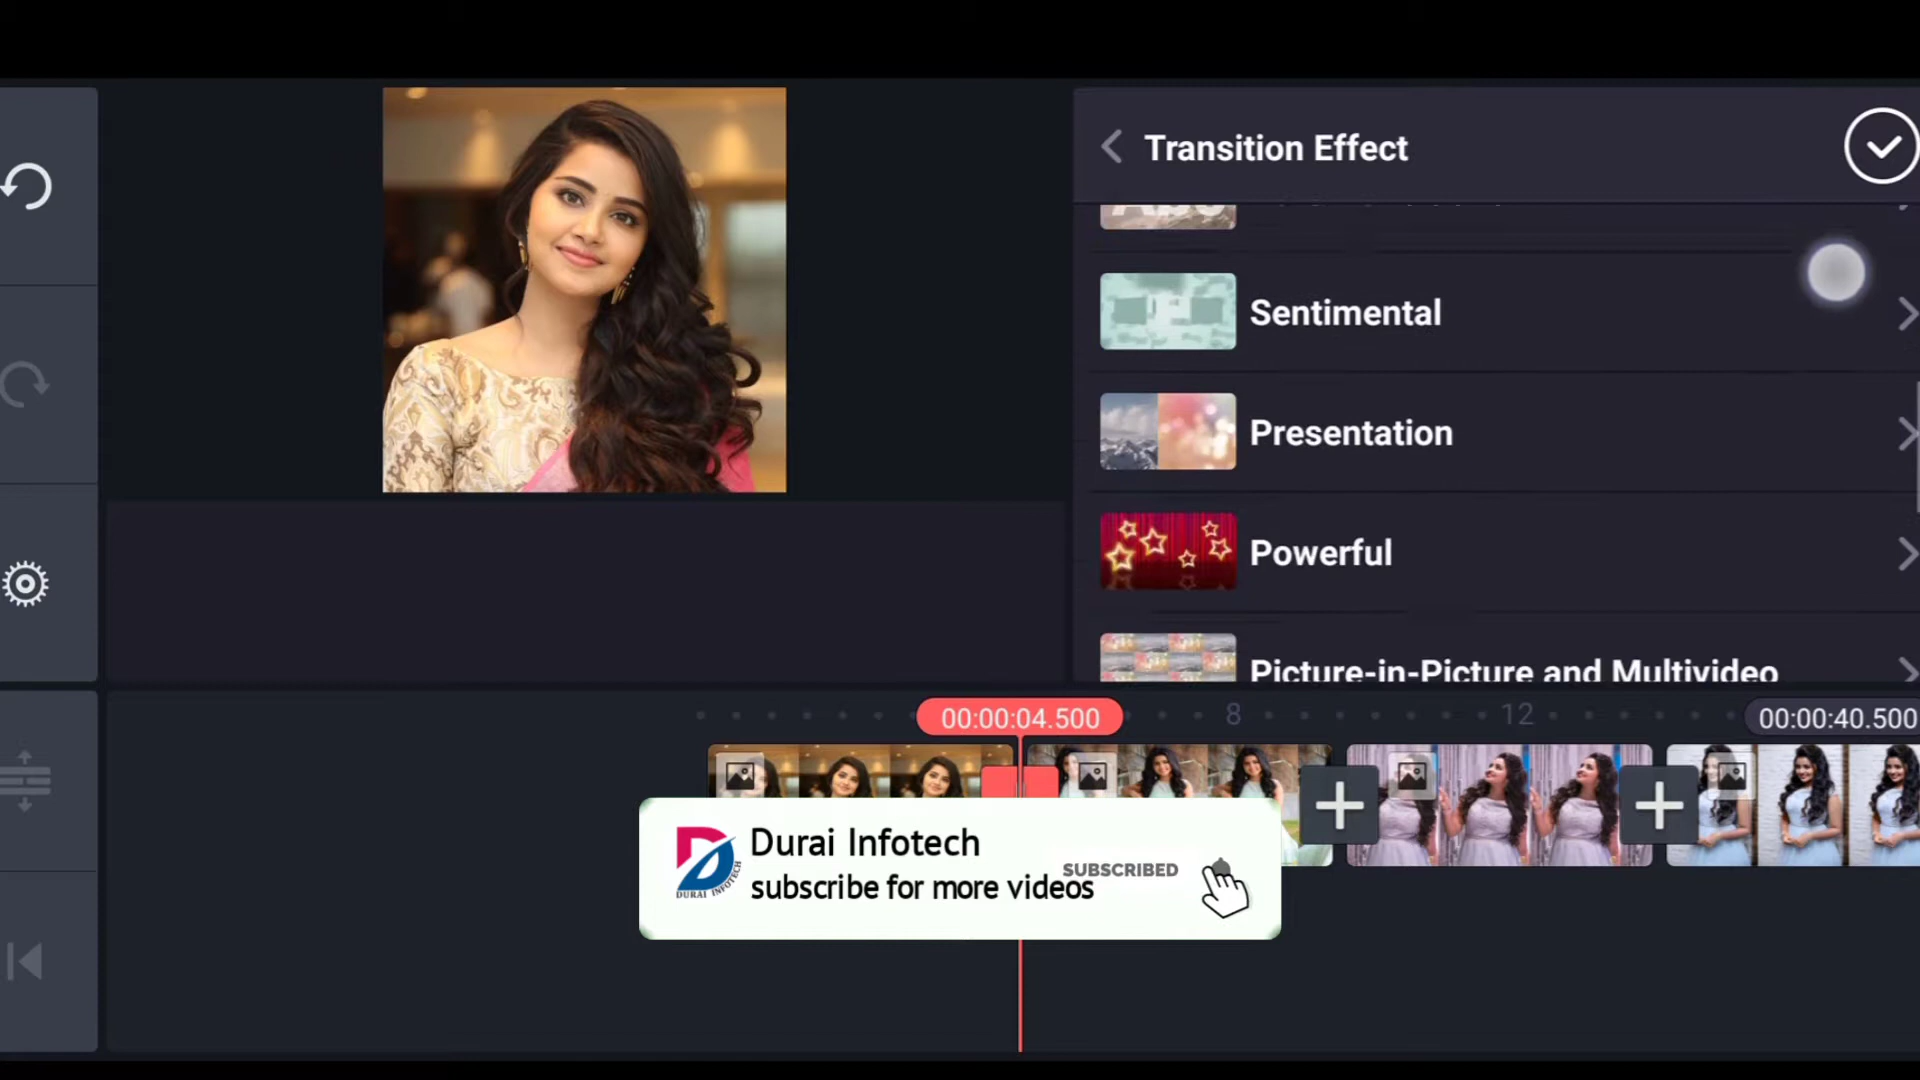 Transition Effect
Sentimental
Presentation
Powerful
Picture-in-Picture and Multivideo
00:00:04.500
8
12
00:00:40.500
Durai Infotech
subscribe for more videos
SUBSCRIBED
DURAI INFOTECH